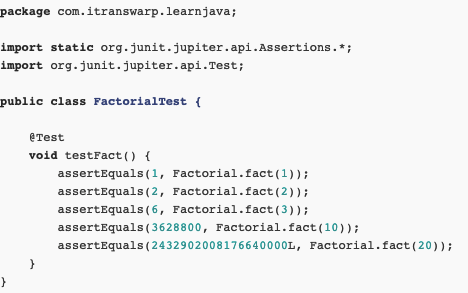 package com.itranswarp.learnjava;

import static org.junit.jupiter.api.Assertions.*;
import org.junit.jupiter.api.Test;

public class FactorialTest {

    @Test
    void testFact() {
        assertEquals(1, Factorial.fact(1));
        assertEquals(2, Factorial.fact(2));
        assertEquals(6, Factorial.fact(3));
        assertEquals(3628800, Factorial.fact(10));
        assertEquals(2432902008176640000L, Factorial.fact(20));
    }
}